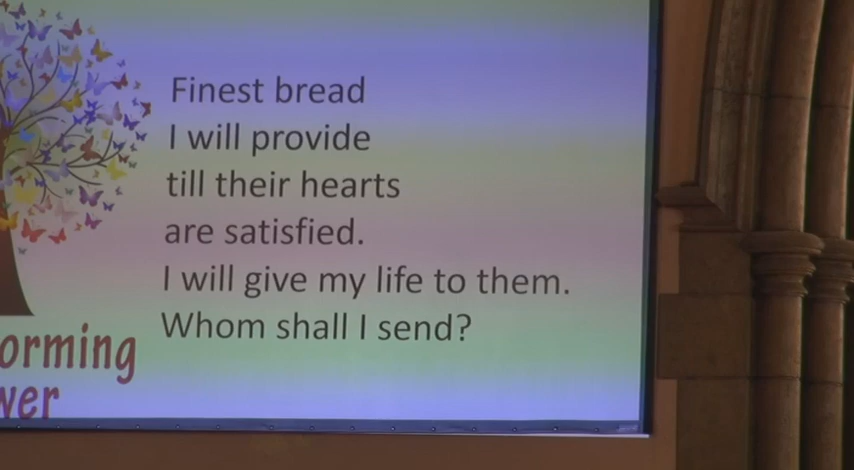 Finest bread
I will provide
till their hearts
are satisfied.
I will give my life to them.
Whom shall I send?
orming
wer